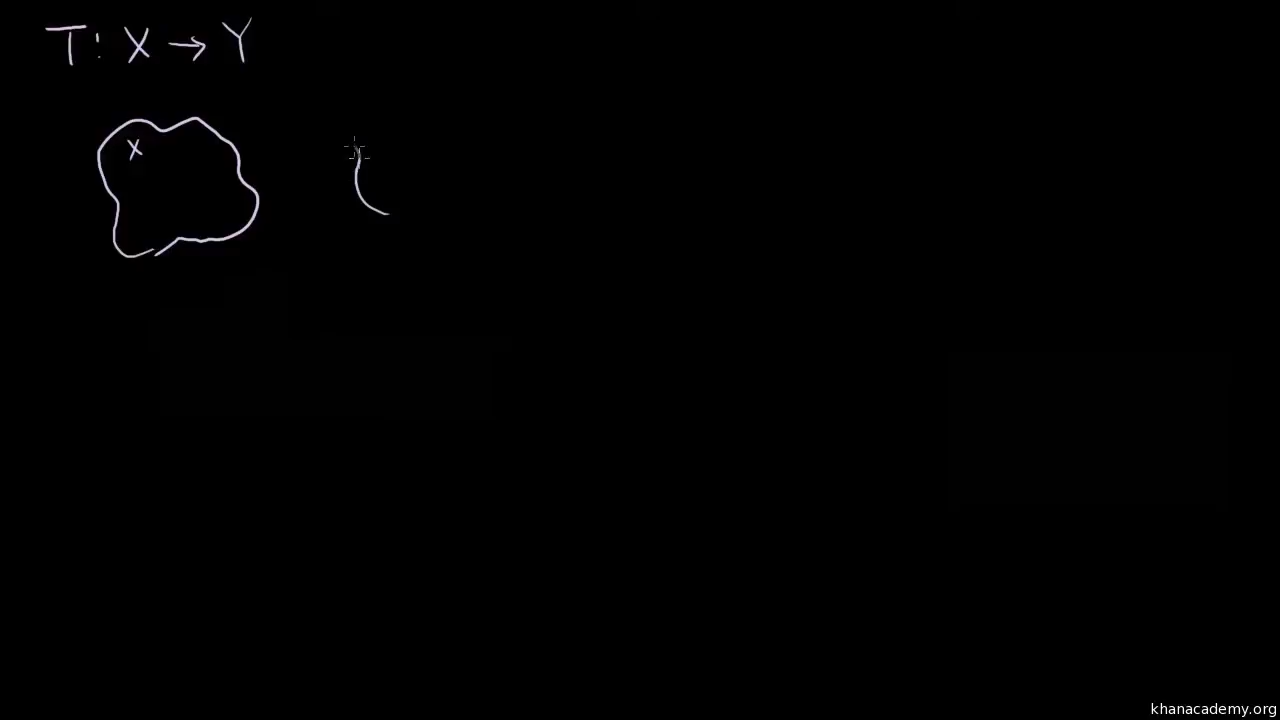 T: X → Y
X
khanacademy.org